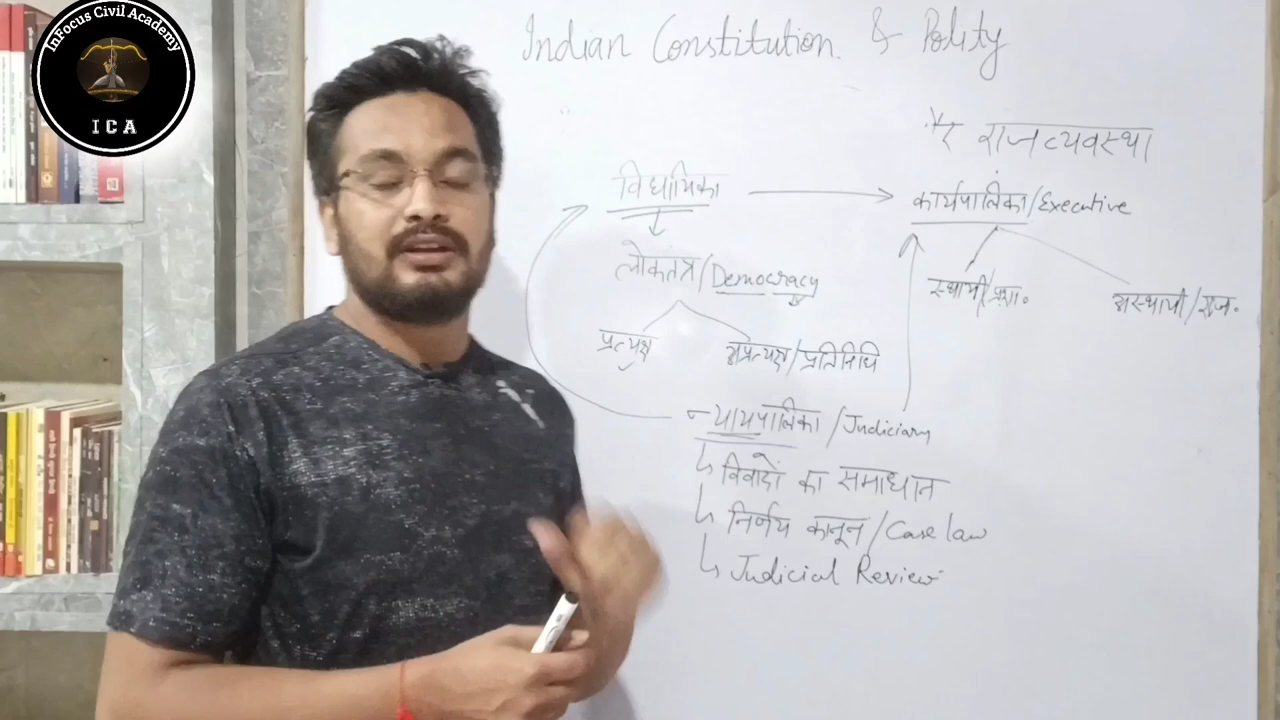 InFocus Civil Academy
ICA
Indian Constitution & Polity
* राजव्यवस्था
विधायिका
कार्यपालिका/Executive
लोकतंत्र/Democracy
स्थायी/प्रशा०
अस्थायी/राज०
प्रत्यक्ष
अप्रत्यक्ष/प्रतिनिधि
न्यायपालिका/Judiciary
विवादों का समाधान
निर्णय कानून/Case law
Judicial Review